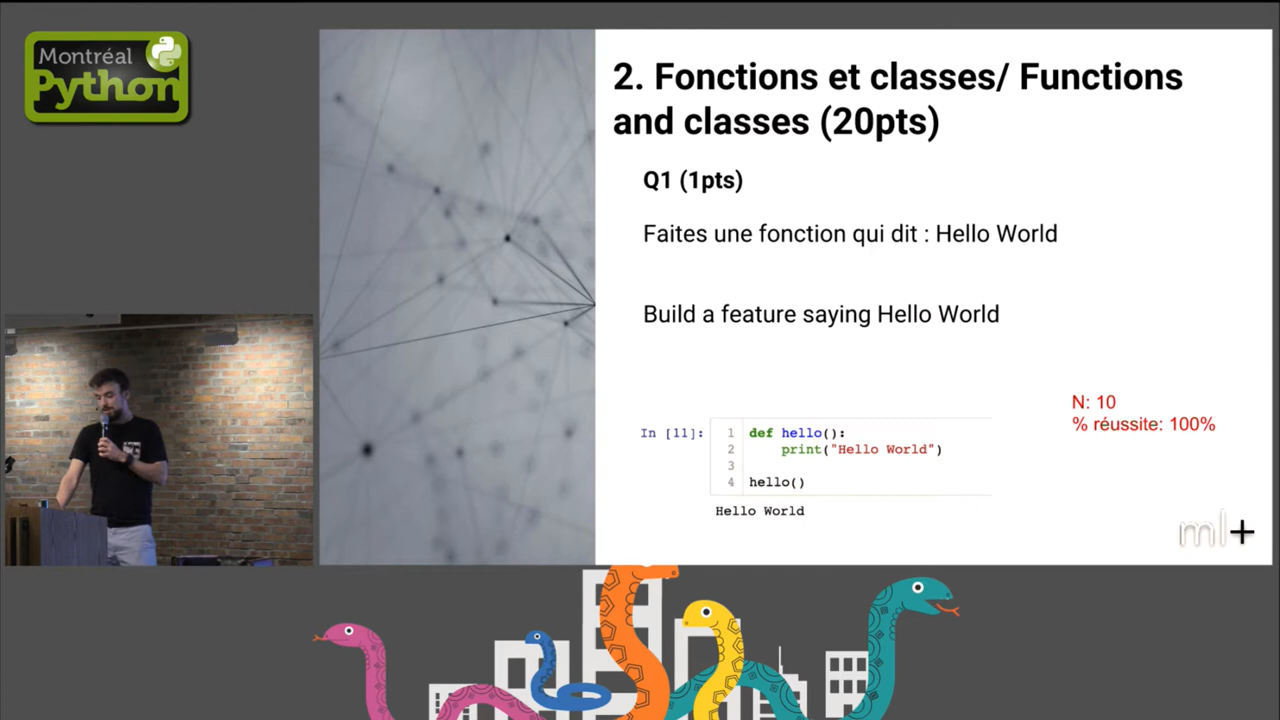 Montréal
Python
2. Fonctions et classes/ Functions
and classes (20pts)
Q1 (1pts)
Faites une fonction qui dit : Hello World
Build a feature saying Hello World
N: 10
% réussite: 100%
In [11]:
1 def hello():
2 print("Hello World")
3
4 hello()
Hello World
ml+